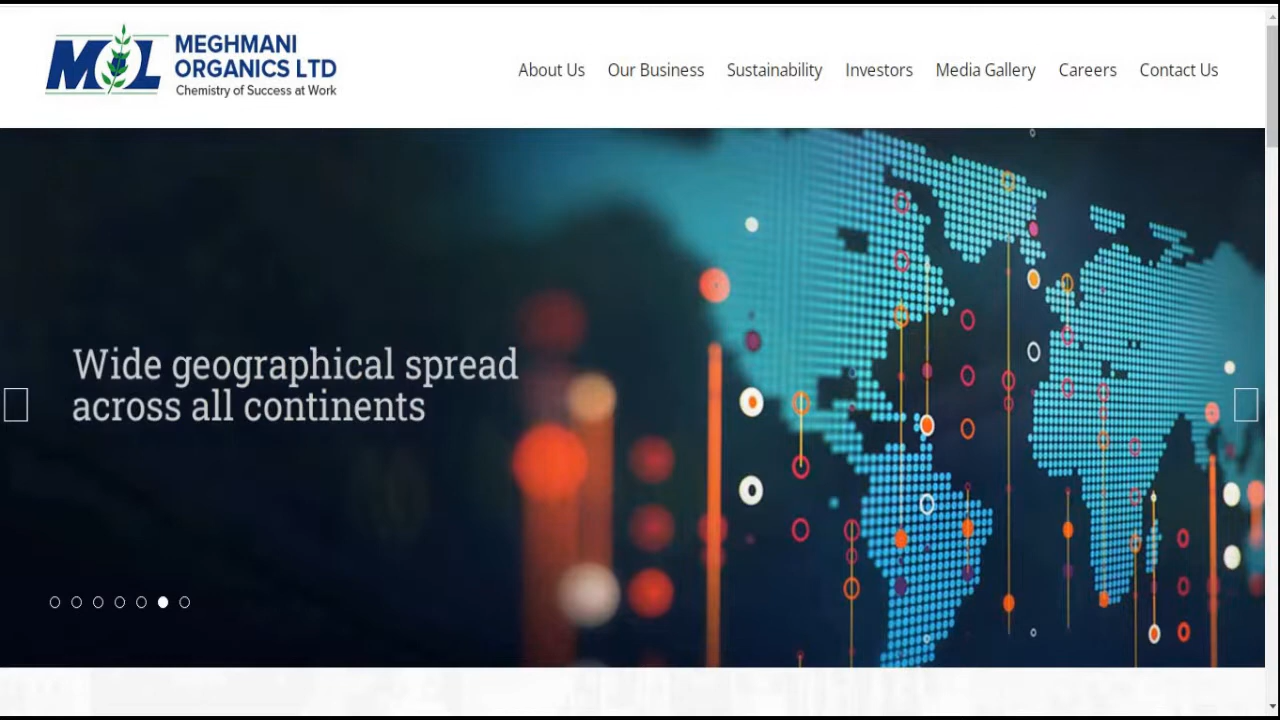 MOL
MEGHMANI
ORGANICS LTD
Chemistry of Success at Work
About Us Our Business Sustainability Investors Media Gallery Careers Contact Us
Wide geographical spread
across all continents